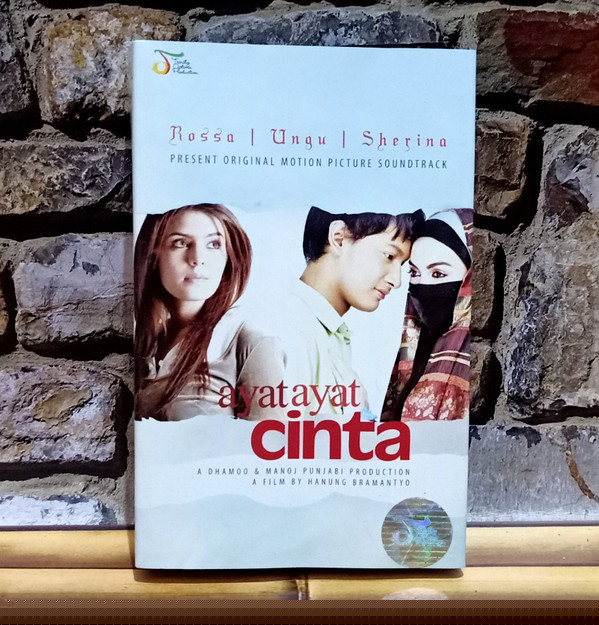 Rossa | Ungu | Sherina
PRESENT ORIGINAL MOTION PICTURE SOUNDTRACK
ayat ayat
cinta
A DHAMOO & MANOJ PUNJABI PRODUCTION
A FILM BY HANUNG BRAMANTYO